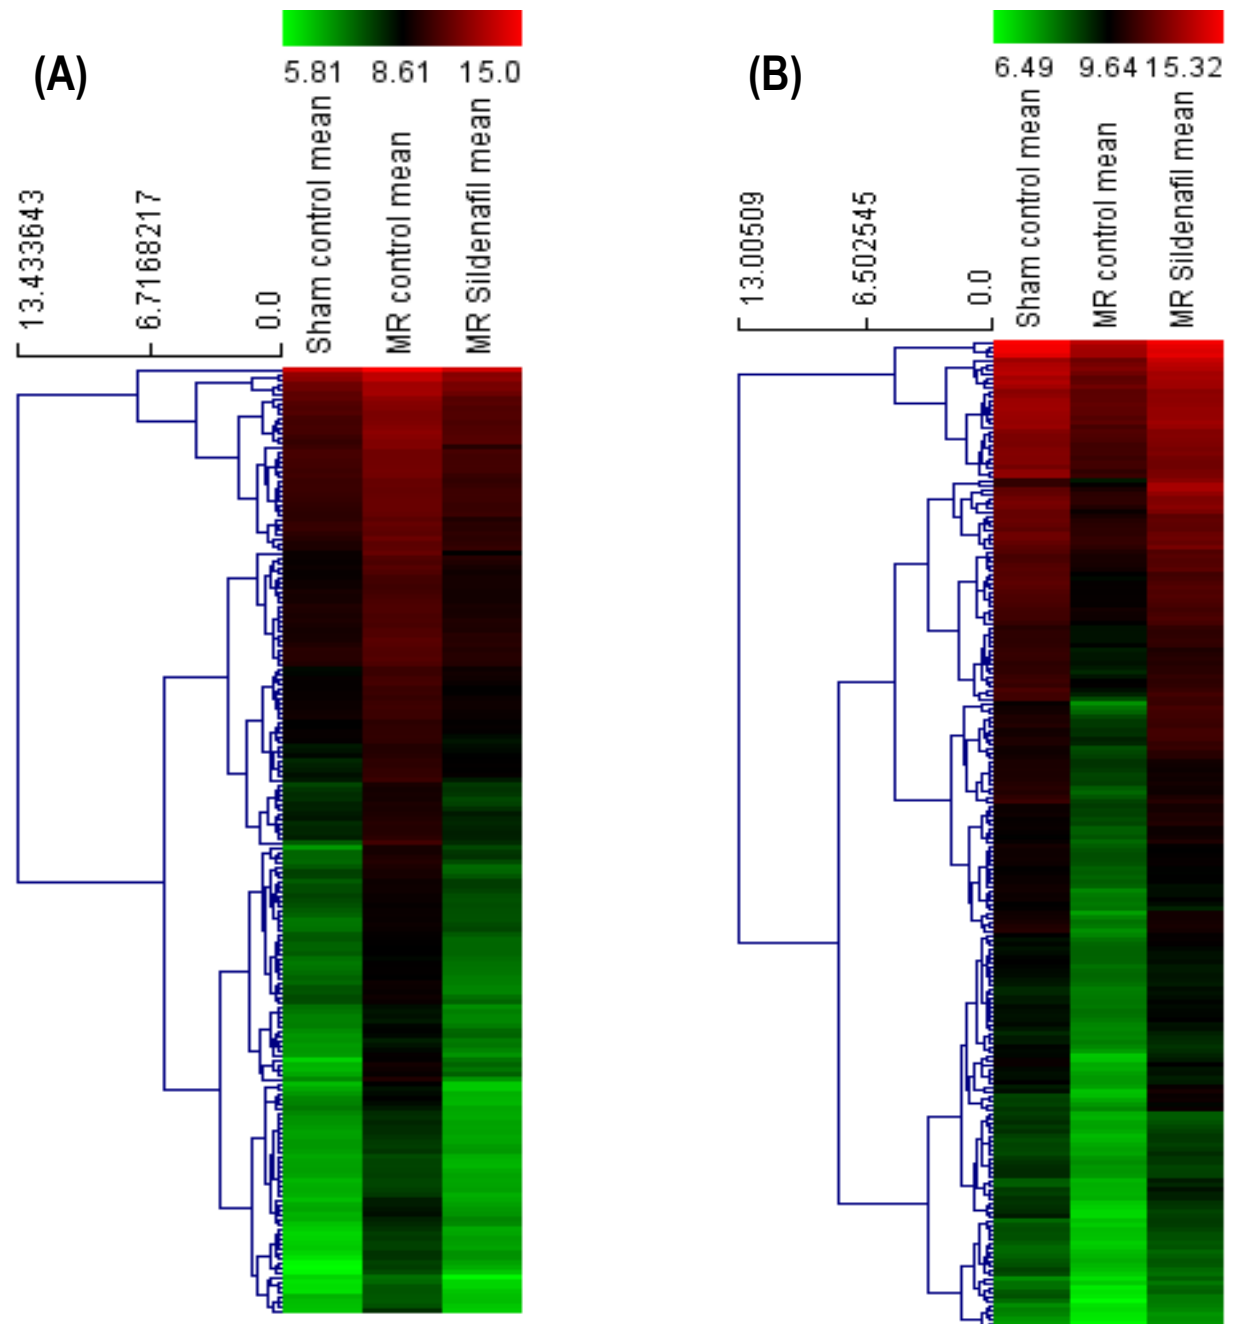 (A)
5.81 8.61 15.0
13.433643
6.7168217
0.0
Sham control mean
MR control mean
MR Sildenafil mean
(B)
6.49 9.64 15.32
13.00509
6.502545
0.0
Sham control mean
MR control mean
MR Sildenafil mean